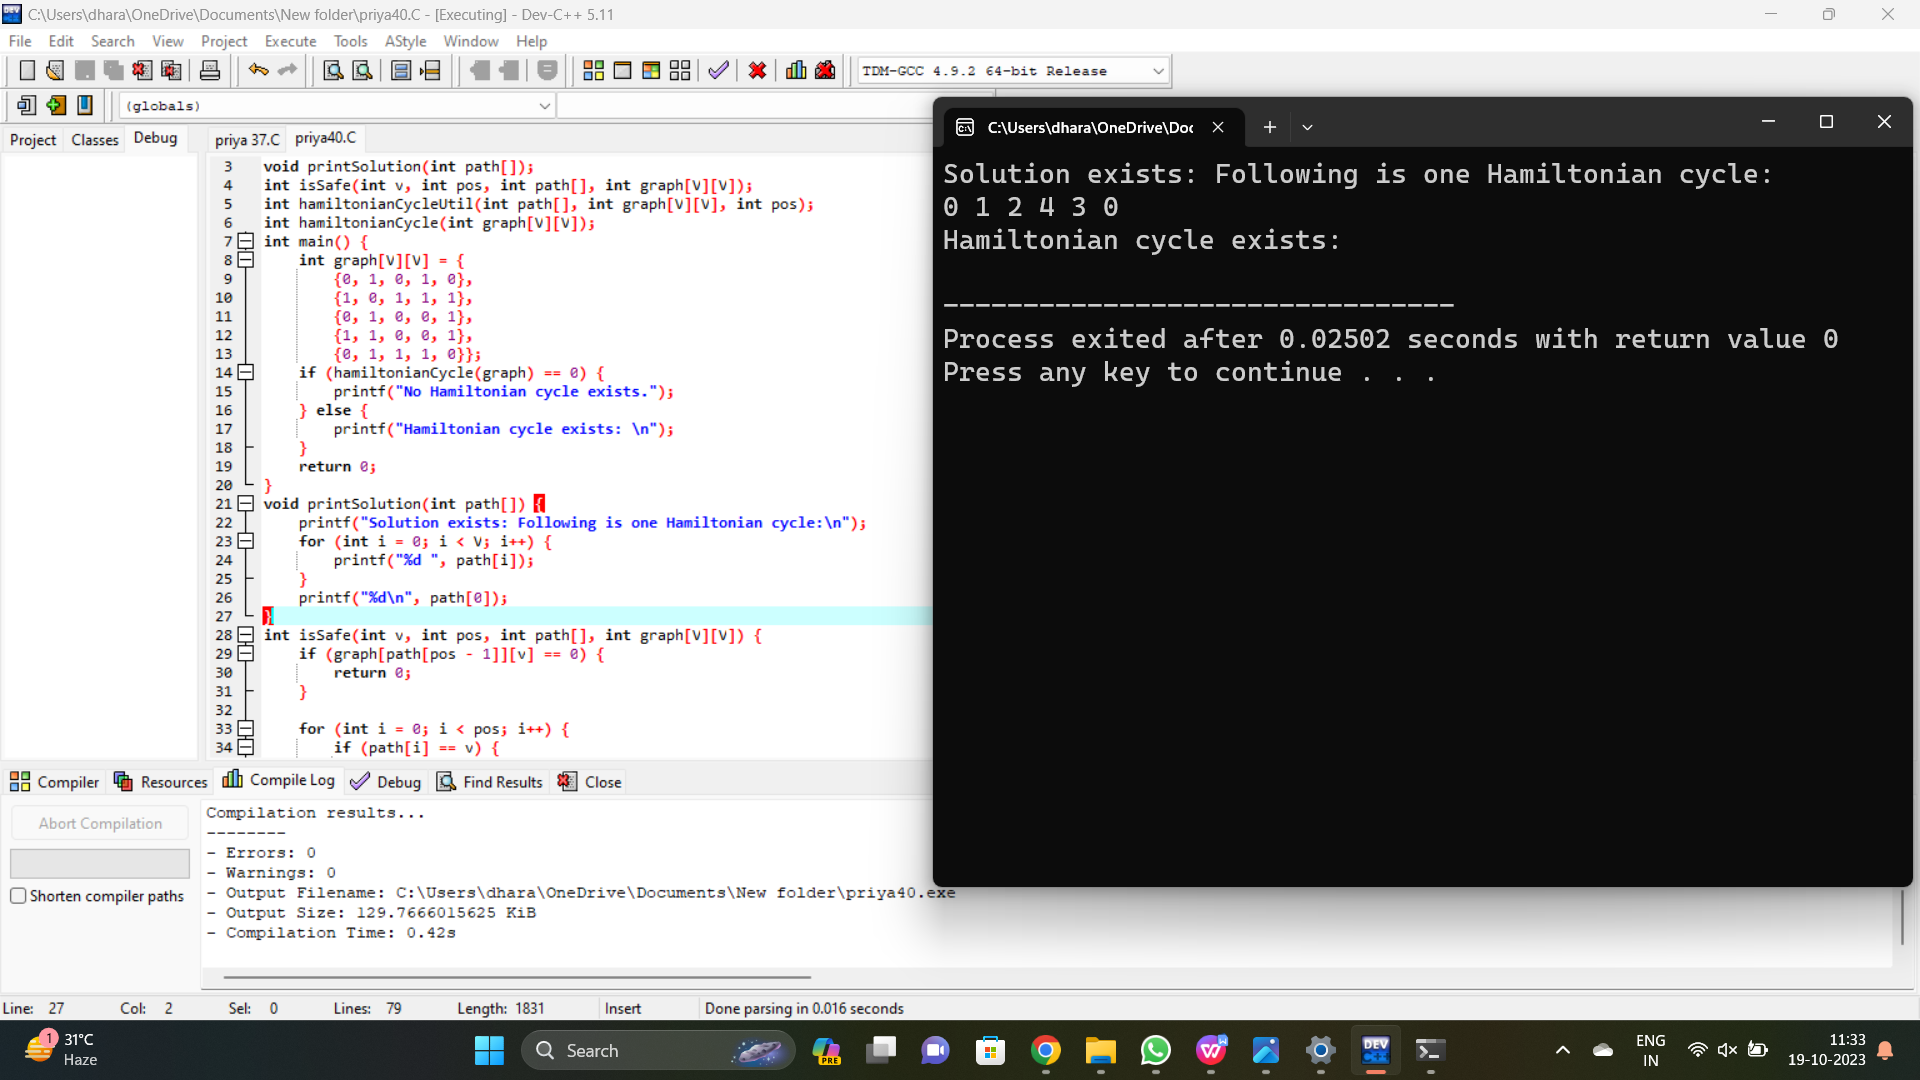 C:\Users\dhara\OneDrive\Documents\New folder\priya40.C - [Executing] - Dev-C++ 5.11
File Edit Search View Project Execute Tools AStyle Window Help
TDM-GCC 4.9.2 64-bit Release
(globals)
Project Classes Debug
priya 37.C priya40.C
3 void printSolution(int path[]);
4 int isSafe(int v, int pos, int path[], int graph[V][V]);
5 int hamiltonianCycleUtil(int path[], int graph[V][V], int pos);
6 int hamiltonianCycle(int graph[V][V]);
7 int main() {
8 int graph[V][V] = {
9 {0, 1, 0, 1, 0},
10 {1, 0, 1, 1, 1},
11 {0, 1, 0, 0, 1},
12 {1, 1, 0, 0, 1},
13 {0, 1, 1, 1, 0}};
14 if (hamiltonianCycle(graph) == 0) {
15 printf("No Hamiltonian cycle exists.");
16 } else {
17 printf("Hamiltonian cycle exists: \n");
18 }
19 return 0;
20 }
21 void printSolution(int path[]) {
22 printf("Solution exists: Following is one Hamiltonian cycle:\n");
23 for (int i = 0; i < V; i++) {
24 printf("%d ", path[i]);
25 }
26 printf("%d\n", path[0]);
27 }
28 int isSafe(int v, int pos, int path[], int graph[V][V]) {
29 if (graph[path[pos - 1]][v] == 0) {
30 return 0;
31 }
32
33 for (int i = 0; i < pos; i++) {
34 if (path[i] == v) {
C:\Users\dhara\OneDrive\Doc
Solution exists: Following is one Hamiltonian cycle:
0 1 2 4 3 0
Hamiltonian cycle exists:
--------------------------------
Process exited after 0.02502 seconds with return value 0
Press any key to continue . . .
Compiler Resources Compile Log Debug Find Results Close
Abort Compilation
Shorten compiler paths
Compilation results...
--------
- Errors: 0
- Warnings: 0
- Output Filename: C:\Users\dhara\OneDrive\Documents\New folder\priya40.exe
- Output Size: 129.7666015625 KiB
- Compilation Time: 0.42s
Line: 27 Col: 2 Sel: 0 Lines: 79 Length: 1831 Insert Done parsing in 0.016 seconds
1
31°C
Haze
Search
PRE
DEV
C++
ENG
IN
11:33
19-10-2023